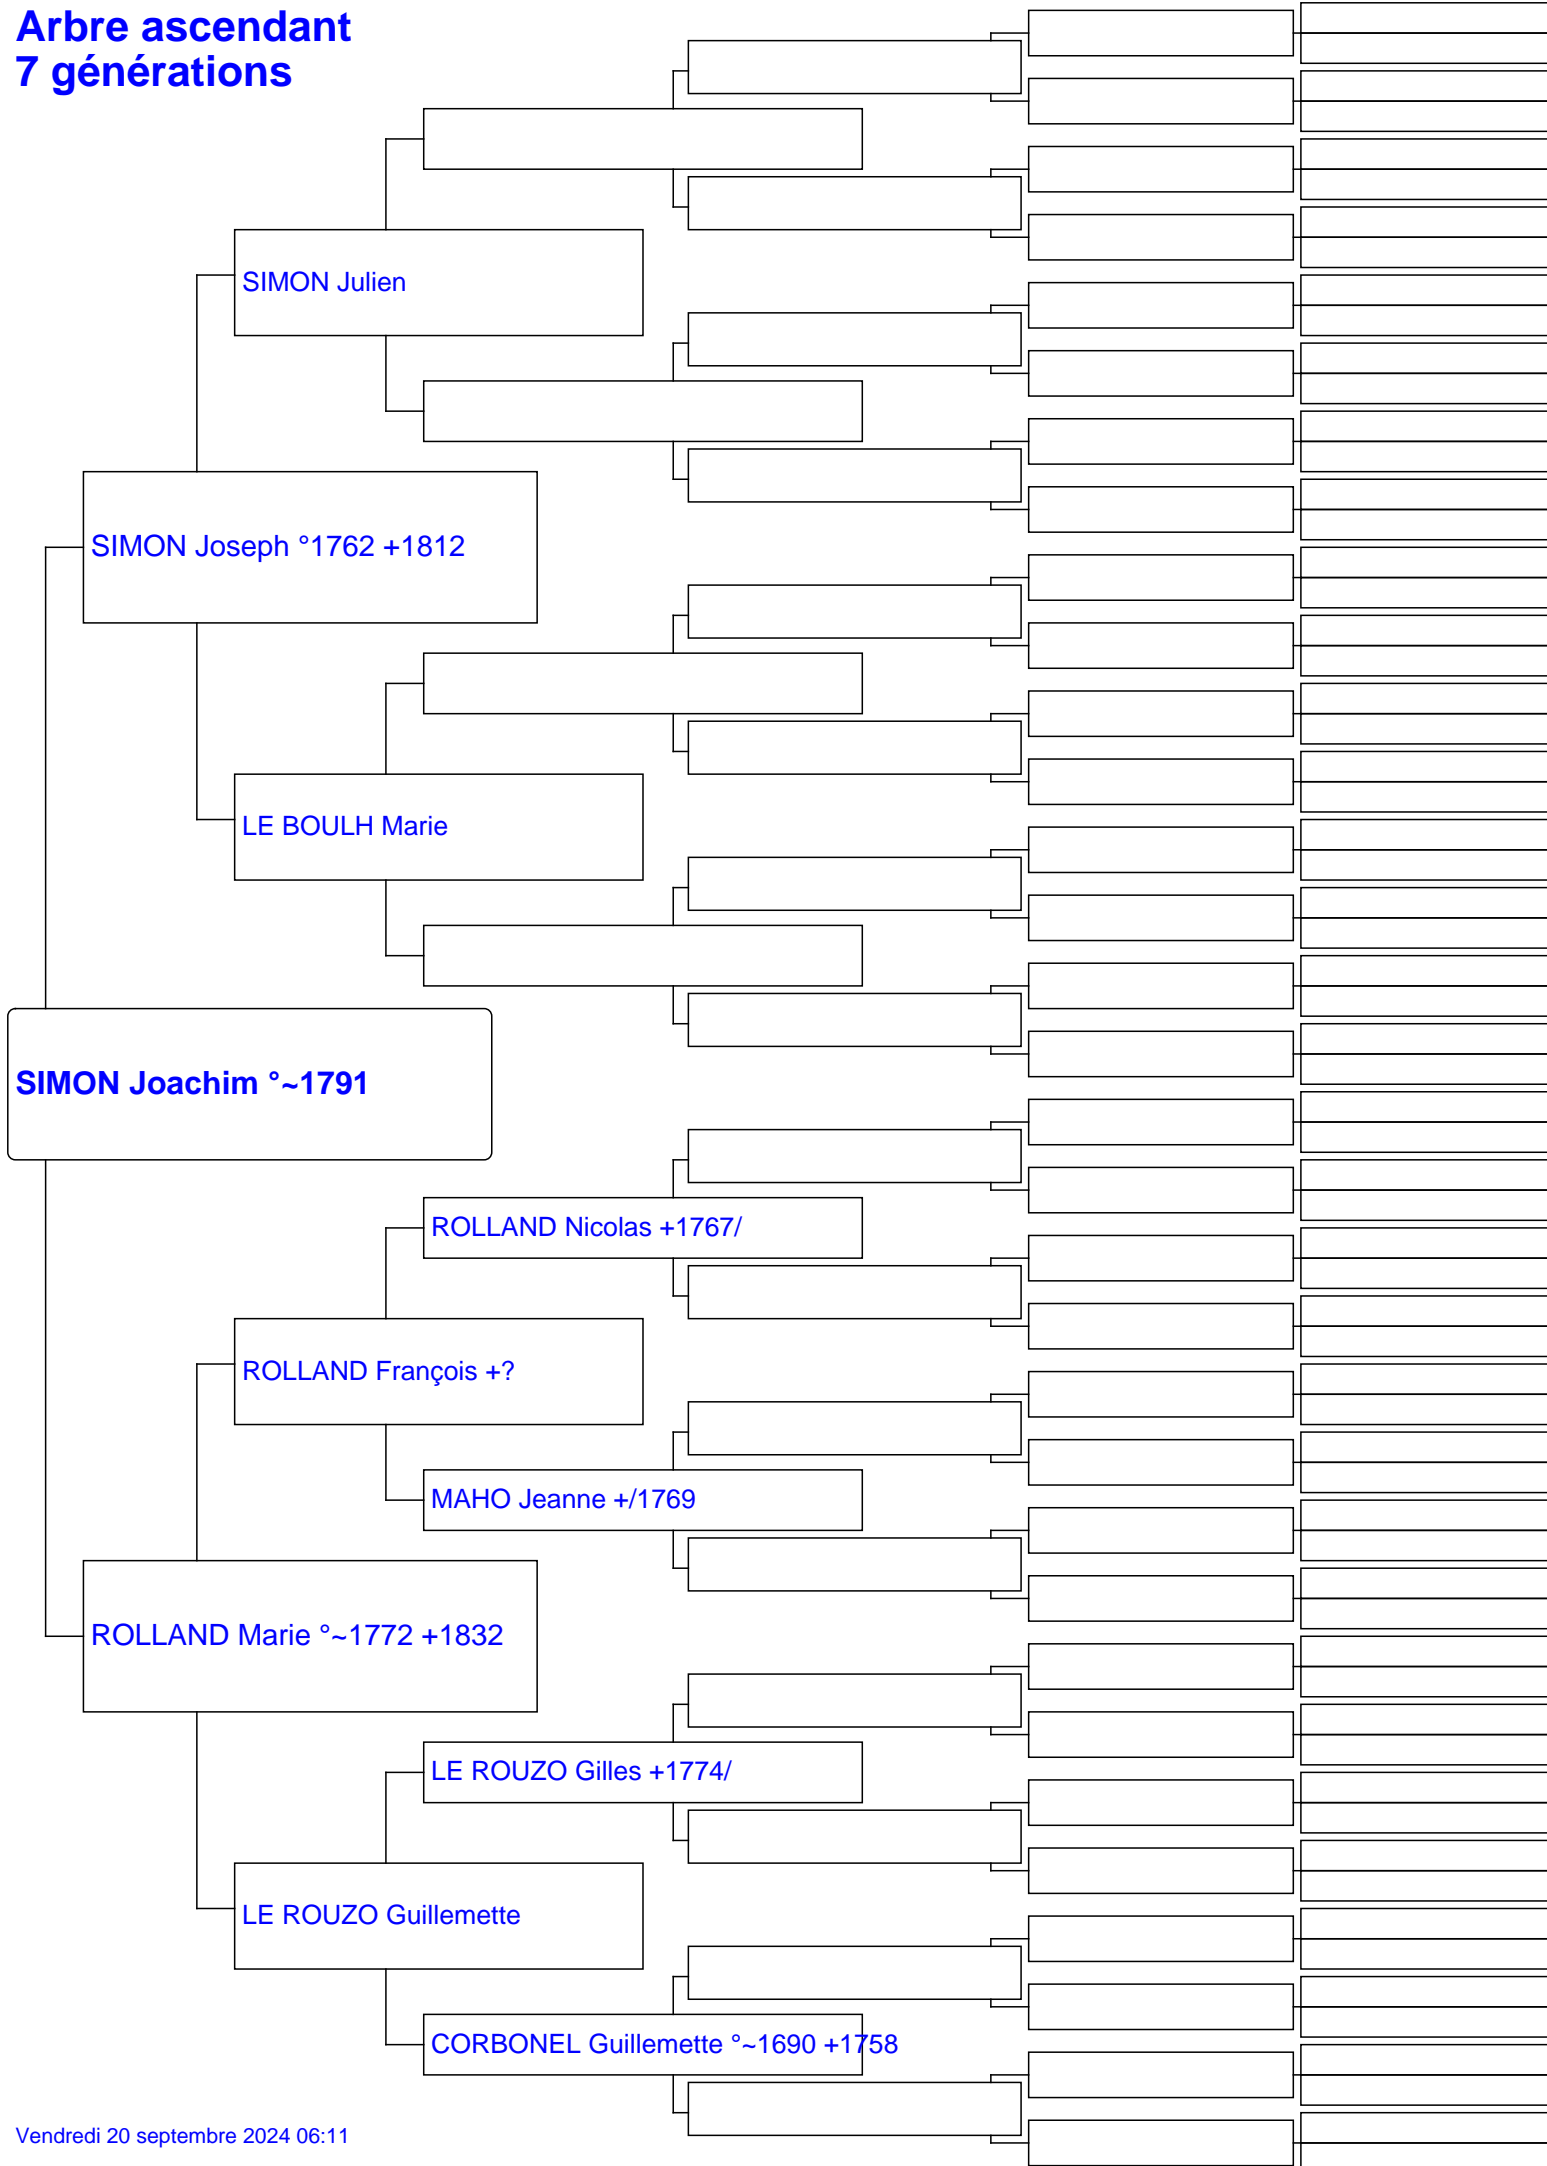 Arbre ascendant
7 générations
SIMON Julien
SIMON Joseph °1762 +1812
LE BOULH Marie
SIMON Joachim °~1791
ROLLAND Nicolas +1767/
ROLLAND François +?
MAHO Jeanne +/1769
ROLLAND Marie °~1772 +1832
LE ROUZO Gilles +1774/
LE ROUZO Guillemette
CORBONEL Guillemette °~1690 +1758
Vendredi 20 septembre 2024 06:11